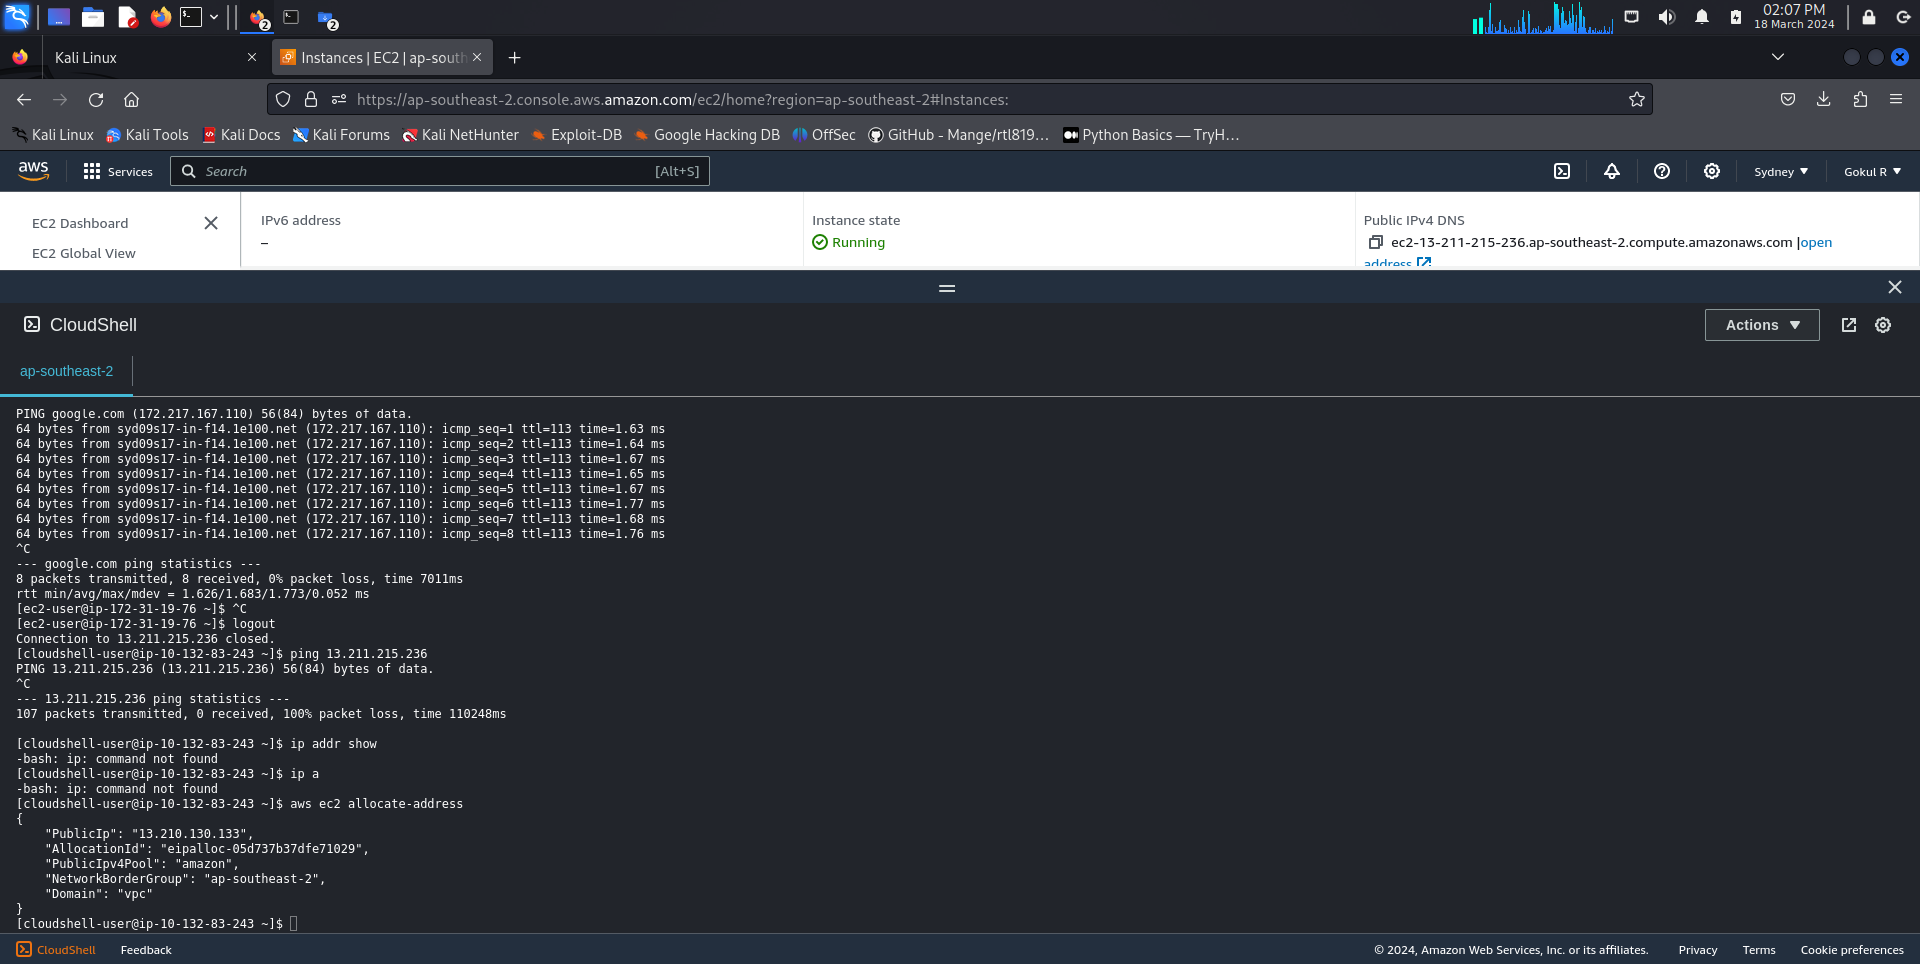 02:07 PM
18 March 2024
2
2
Kali Linux
Instances | EC2 | ap-south
https://ap-southeast-2.console.aws.amazon.com/ec2/home?region=ap-southeast-2#Instances:
Kali Linux Kali Tools Kali Docs Kali Forums Kali NetHunter Exploit-DB Google Hacking DB OffSec GitHub - Mange/rtl819… Python Basics — TryH…
aws Services Search [Alt+S] Sydney Gokul R
EC2 Dashboard
EC2 Global View
IPv6 address
–
Instance state
Running
Public IPv4 DNS
ec2-13-211-215-236.ap-southeast-2.compute.amazonaws.com |open
address
CloudShell
Actions
ap-southeast-2
PING google.com (172.217.167.110) 56(84) bytes of data.
64 bytes from syd09s17-in-f14.1e100.net (172.217.167.110): icmp_seq=1 ttl=113 time=1.63 ms
64 bytes from syd09s17-in-f14.1e100.net (172.217.167.110): icmp_seq=2 ttl=113 time=1.64 ms
64 bytes from syd09s17-in-f14.1e100.net (172.217.167.110): icmp_seq=3 ttl=113 time=1.67 ms
64 bytes from syd09s17-in-f14.1e100.net (172.217.167.110): icmp_seq=4 ttl=113 time=1.65 ms
64 bytes from syd09s17-in-f14.1e100.net (172.217.167.110): icmp_seq=5 ttl=113 time=1.67 ms
64 bytes from syd09s17-in-f14.1e100.net (172.217.167.110): icmp_seq=6 ttl=113 time=1.77 ms
64 bytes from syd09s17-in-f14.1e100.net (172.217.167.110): icmp_seq=7 ttl=113 time=1.68 ms
64 bytes from syd09s17-in-f14.1e100.net (172.217.167.110): icmp_seq=8 ttl=113 time=1.76 ms
^C
--- google.com ping statistics ---
8 packets transmitted, 8 received, 0% packet loss, time 7011ms
rtt min/avg/max/mdev = 1.626/1.683/1.773/0.052 ms
[ec2-user@ip-172-31-19-76 ~]$ ^C
[ec2-user@ip-172-31-19-76 ~]$ logout
Connection to 13.211.215.236 closed.
[cloudshell-user@ip-10-132-83-243 ~]$ ping 13.211.215.236
PING 13.211.215.236 (13.211.215.236) 56(84) bytes of data.
^C
--- 13.211.215.236 ping statistics ---
107 packets transmitted, 0 received, 100% packet loss, time 110248ms
[cloudshell-user@ip-10-132-83-243 ~]$ ip addr show
-bash: ip: command not found
[cloudshell-user@ip-10-132-83-243 ~]$ ip a
-bash: ip: command not found
[cloudshell-user@ip-10-132-83-243 ~]$ aws ec2 allocate-address
{
    "PublicIp": "13.210.130.133",
    "AllocationId": "eipalloc-05d737b37dfe71029",
    "PublicIpv4Pool": "amazon",
    "NetworkBorderGroup": "ap-southeast-2",
    "Domain": "vpc"
}
[cloudshell-user@ip-10-132-83-243 ~]$
CloudShell Feedback © 2024, Amazon Web Services, Inc. or its affiliates. Privacy Terms Cookie preferences